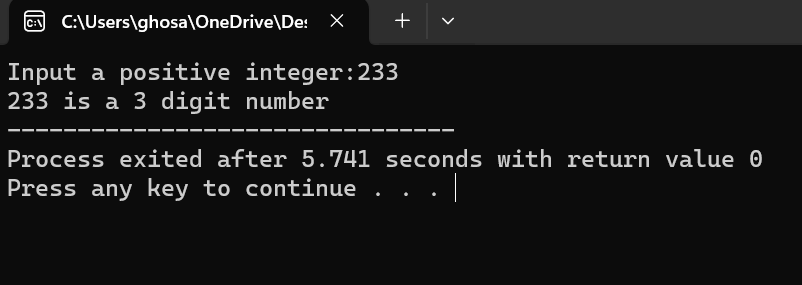 C:\Users\ghosa\OneDrive\Des
Input a positive integer:233
233 is a 3 digit number
--------------------------------
Process exited after 5.741 seconds with return value 0
Press any key to continue . . .